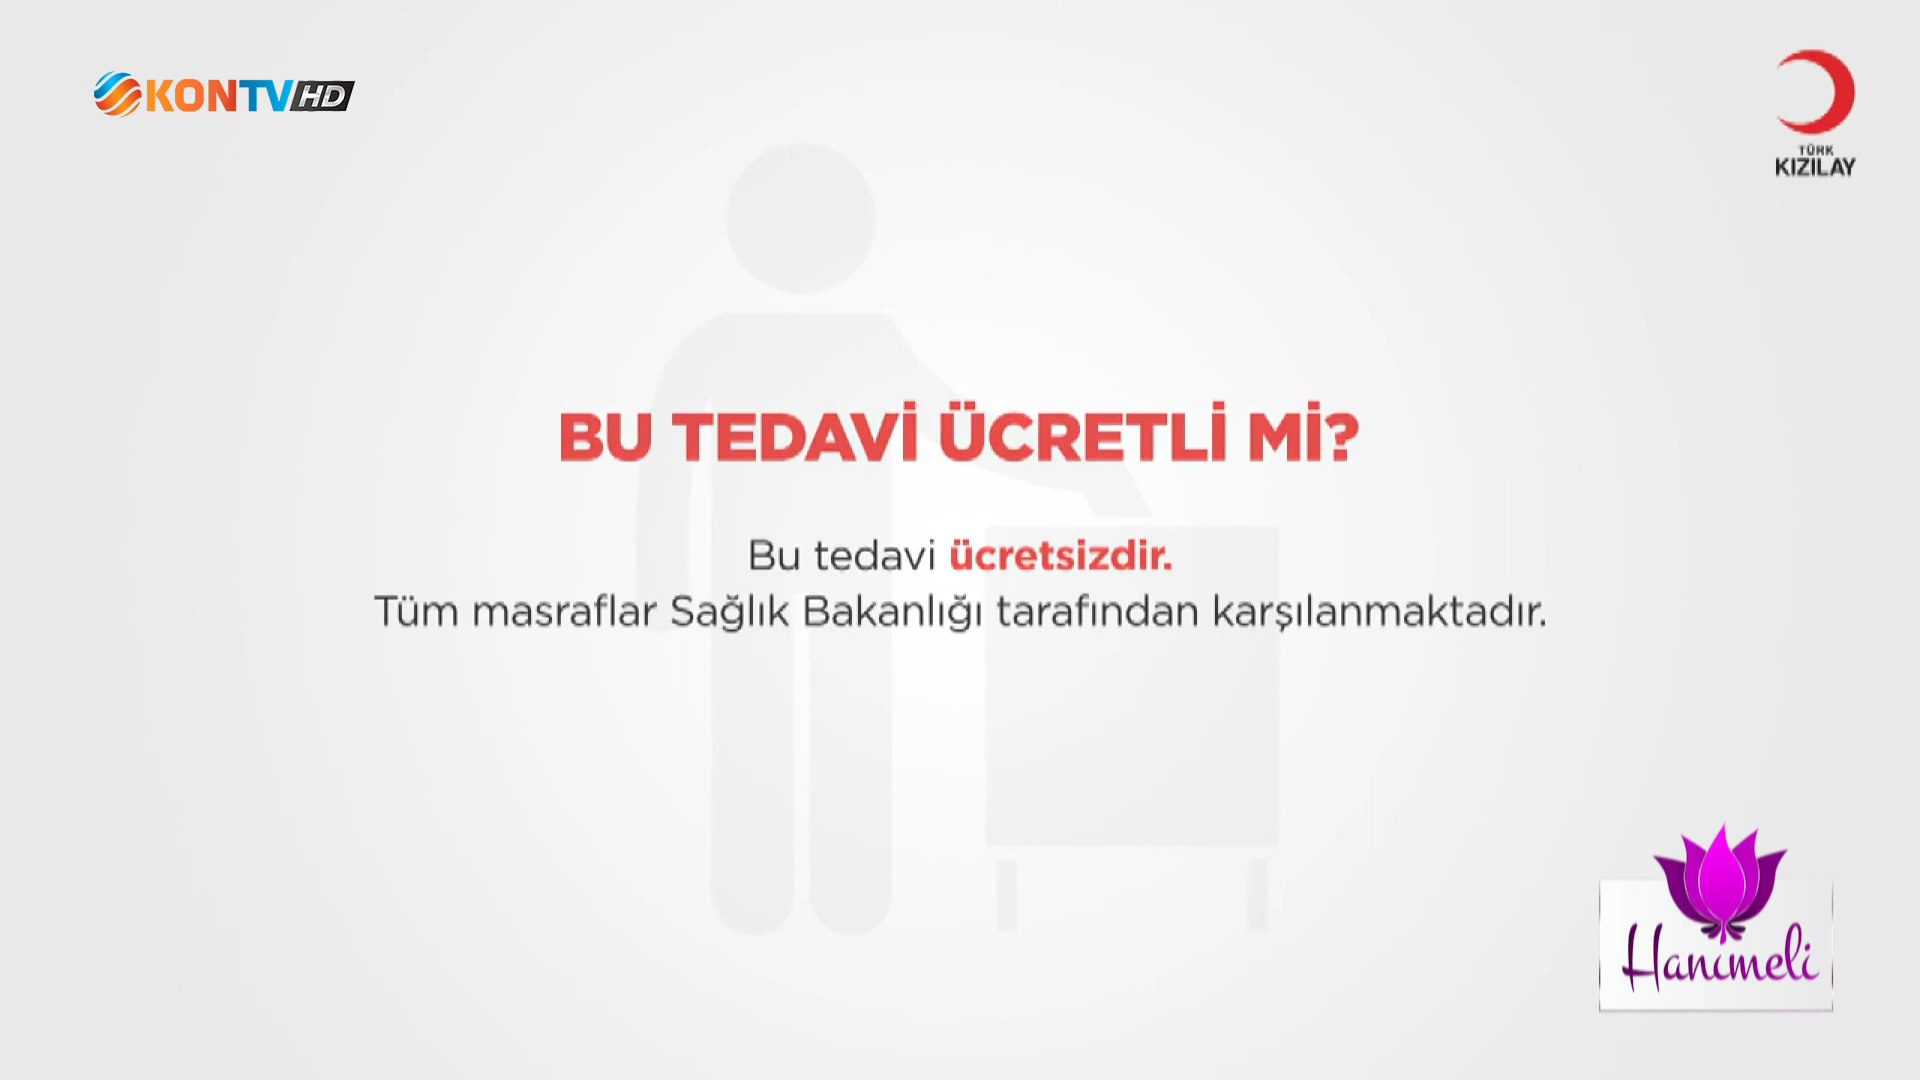 KONTV HD
TÜRK
KIZILAY
BU TEDAVİ ÜCRETLİ Mİ?
Bu tedavi ücretsizdir.
Tüm masraflar Sağlık Bakanlığı tarafından karşılanmaktadır.
Hanımeli